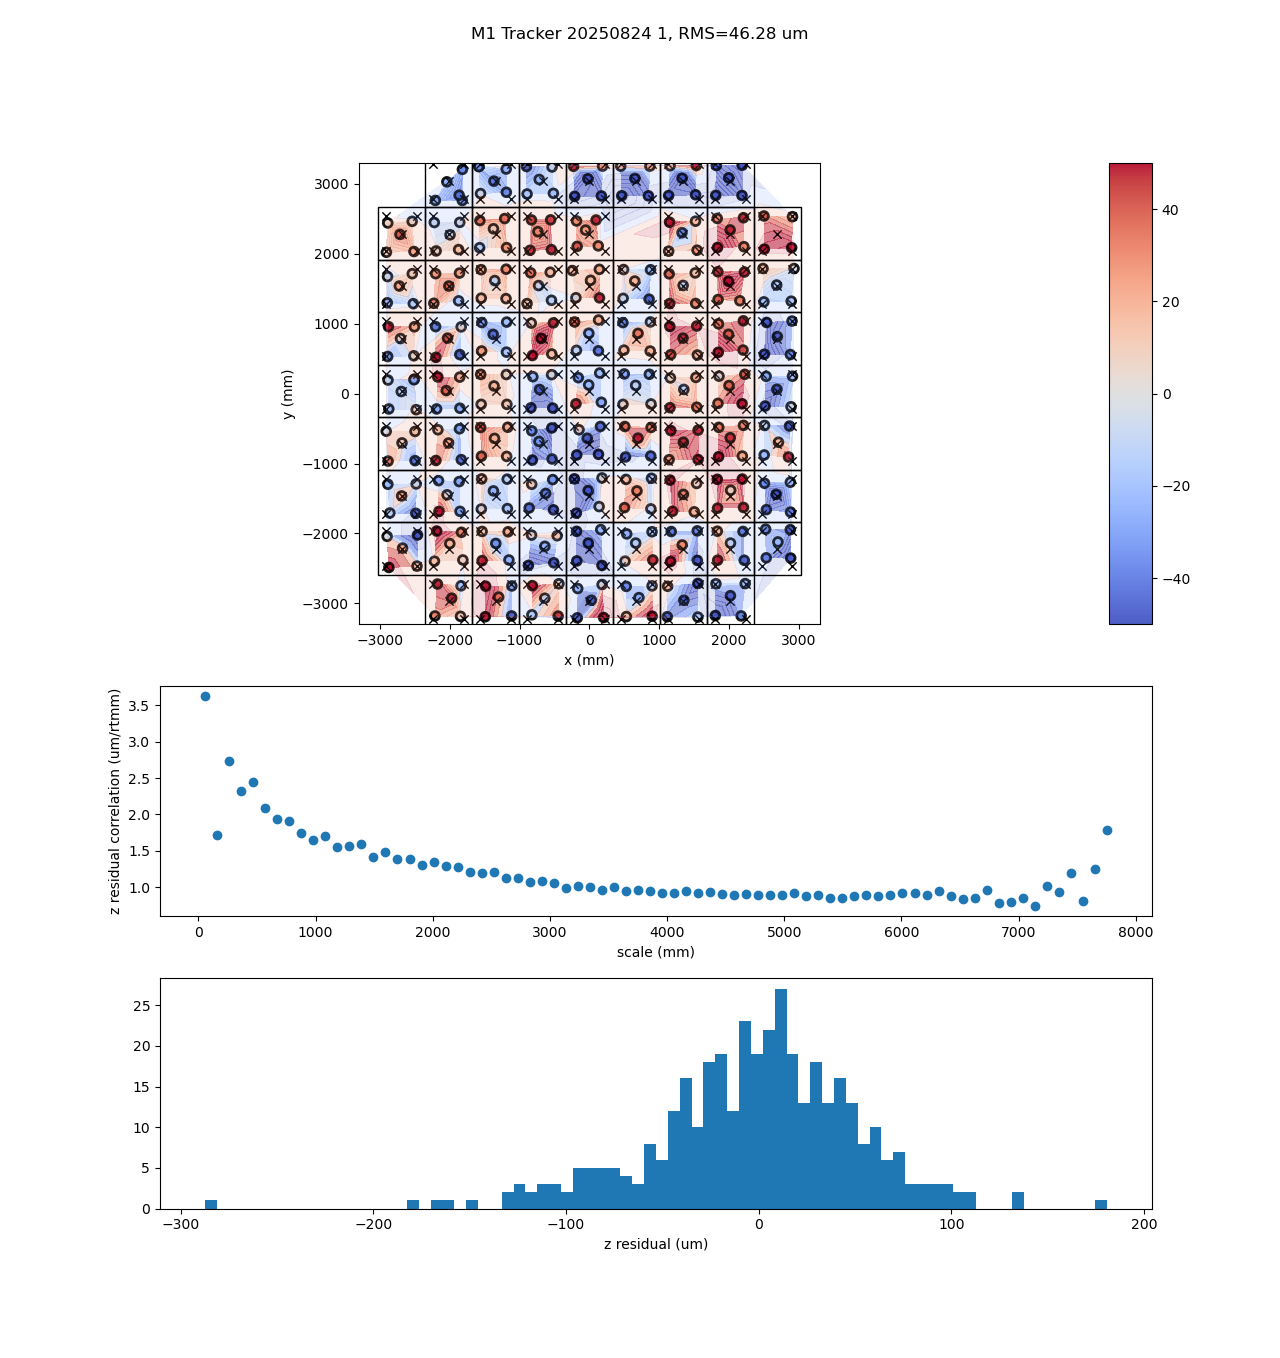 M1 Tracker 20250824 1, RMS=46.28 um
3000
2000
1000
0
−1000
−2000
−3000
y (mm)
−3000 −2000 −1000 0 1000 2000 3000
x (mm)
40
20
0
−20
−40
3.5
3.0
2.5
2.0
1.5
1.0
z residual correlation (um/rtmm)
0 1000 2000 3000 4000 5000 6000 7000 8000
scale (mm)
25
20
15
10
5
0
−300 −200 −100 0 100 200
z residual (um)